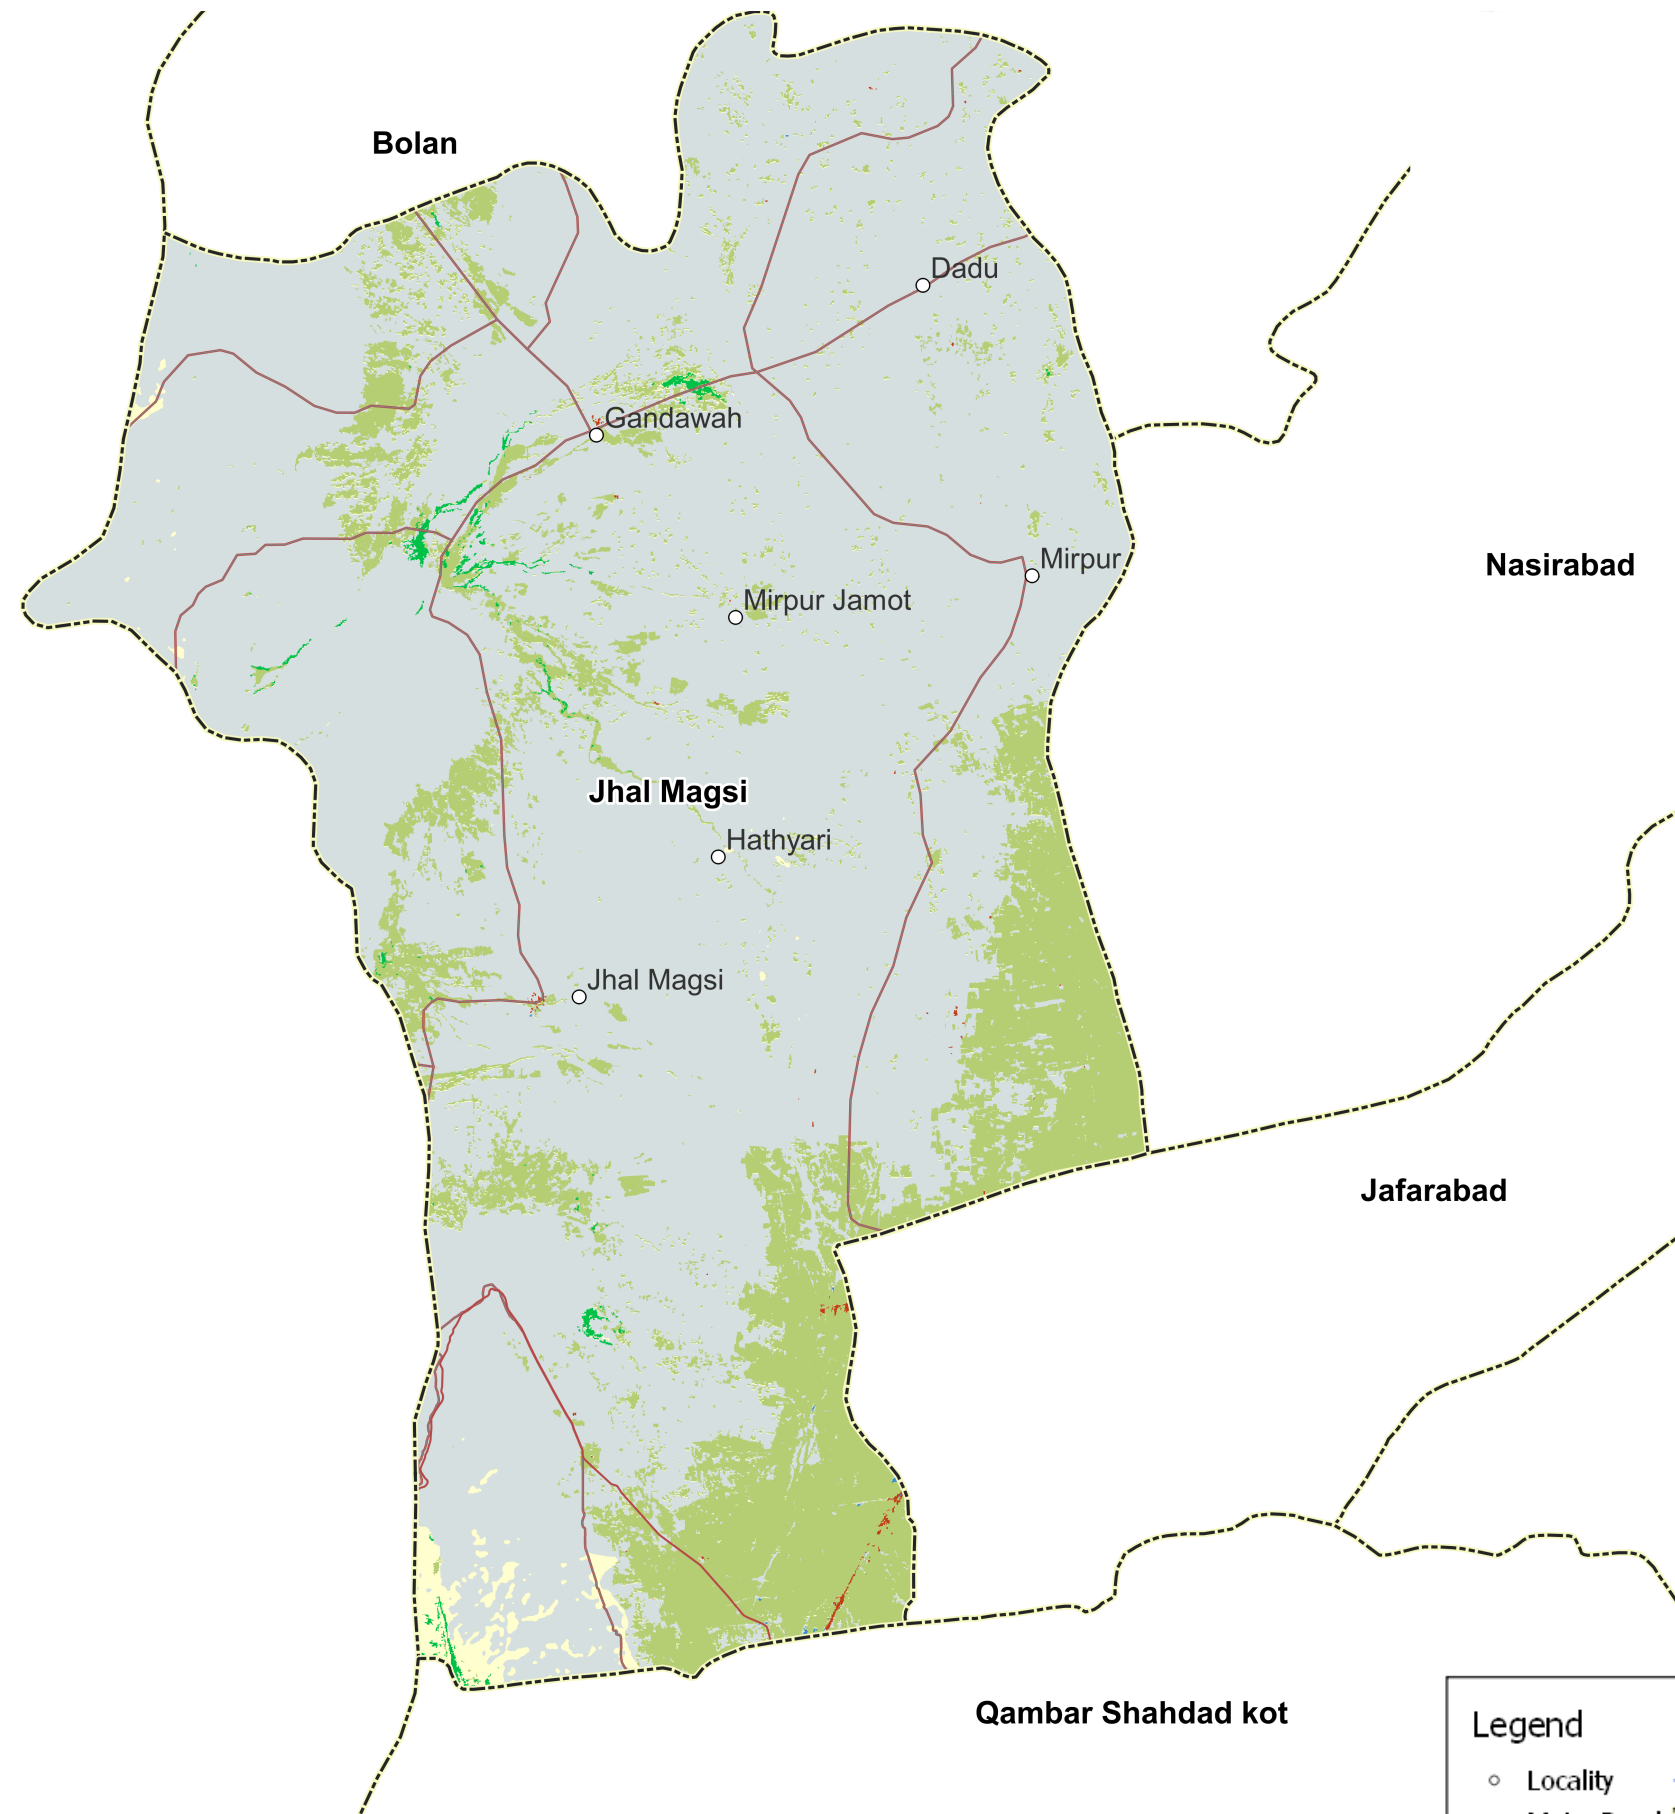 Bolan
Dadu
Gandawah
Mirpur
Nasirabad
Mirpur Jamot
Jhal Magsi
Hathyari
Jhal Magsi
Jafarabad
Qambar Shahdad kot
Legend
Locality